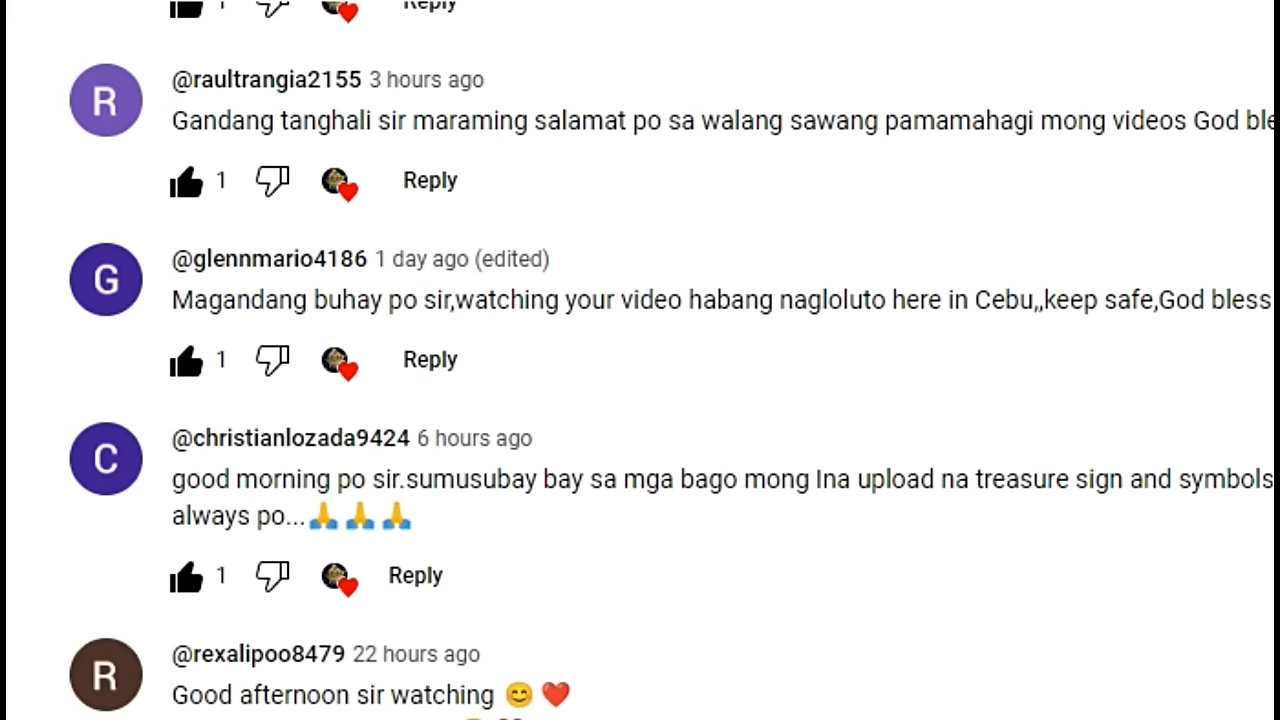 1 Reply
R @raultrangia2155 3 hours ago
Gandang tanghali sir maraming salamat po sa walang sawang pamamahagi mong videos God
1 Reply
G @glennmario4186 1 day ago (edited)
Magandang buhay po sir,watching your video habang nagloluto here in Cebu,,keep safe,God bless
1 Reply
C @christianlozada9424 6 hours ago
good morning po sir.sumusubay bay sa mga bago mong Ina upload na treasure sign and symbols
always po...🙏🙏🙏
1 Reply
R @rexalipoo8479 22 hours ago
Good afternoon sir watching 😊 ❤️